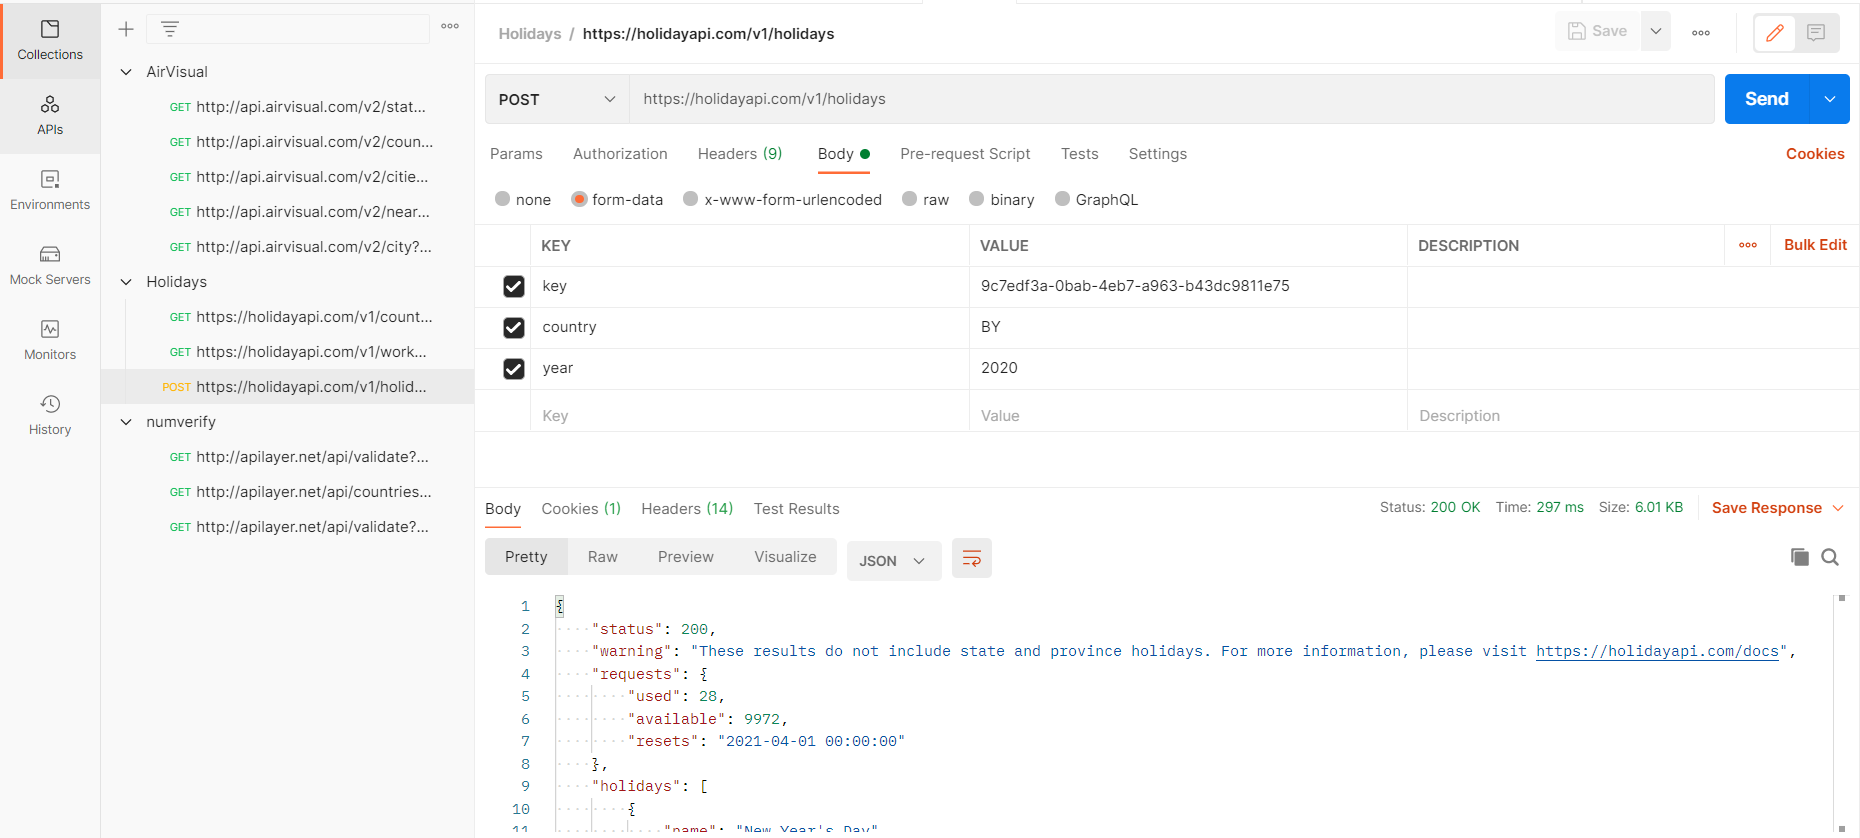 Collections
APIs
Environments
Mock Servers
Monitors
History
AirVisual
GET http://api.airvisual.com/v2/stat...
GET http://api.airvisual.com/v2/coun...
GET http://api.airvisual.com/v2/citie...
GET http://api.airvisual.com/v2/near...
GET http://api.airvisual.com/v2/city?...
Holidays
GET https://holidayapi.com/v1/count...
GET https://holidayapi.com/v1/work...
POST https://holidayapi.com/v1/holid...
numverify
GET http://apilayer.net/api/validate?...
GET http://apilayer.net/api/countries...
GET http://apilayer.net/api/validate?...
Holidays / https://holidayapi.com/v1/holidays
Save
POST https://holidayapi.com/v1/holidays Send
Params Authorization Headers (9) Body Pre-request Script Tests Settings Cookies
none form-data x-www-form-urlencoded raw binary GraphQL
KEY VALUE DESCRIPTION Bulk Edit
key 9c7edf3a-0bab-4eb7-a963-b43dc9811e75
country BY
year 2020
Key Value Description
Body Cookies (1) Headers (14) Test Results Status: 200 OK Time: 297 ms Size: 6.01 KB Save Response
Pretty Raw Preview Visualize JSON
1 {
2 "status": 200,
3 "warning": "These results do not include state and province holidays. For more information, please visit https://holidayapi.com/docs",
4 "requests": {
5 "used": 28,
6 "available": 9972,
7 "resets": "2021-04-01 00:00:00"
8 },
9 "holidays": [
10 {
11 "name": "New Year's Day"